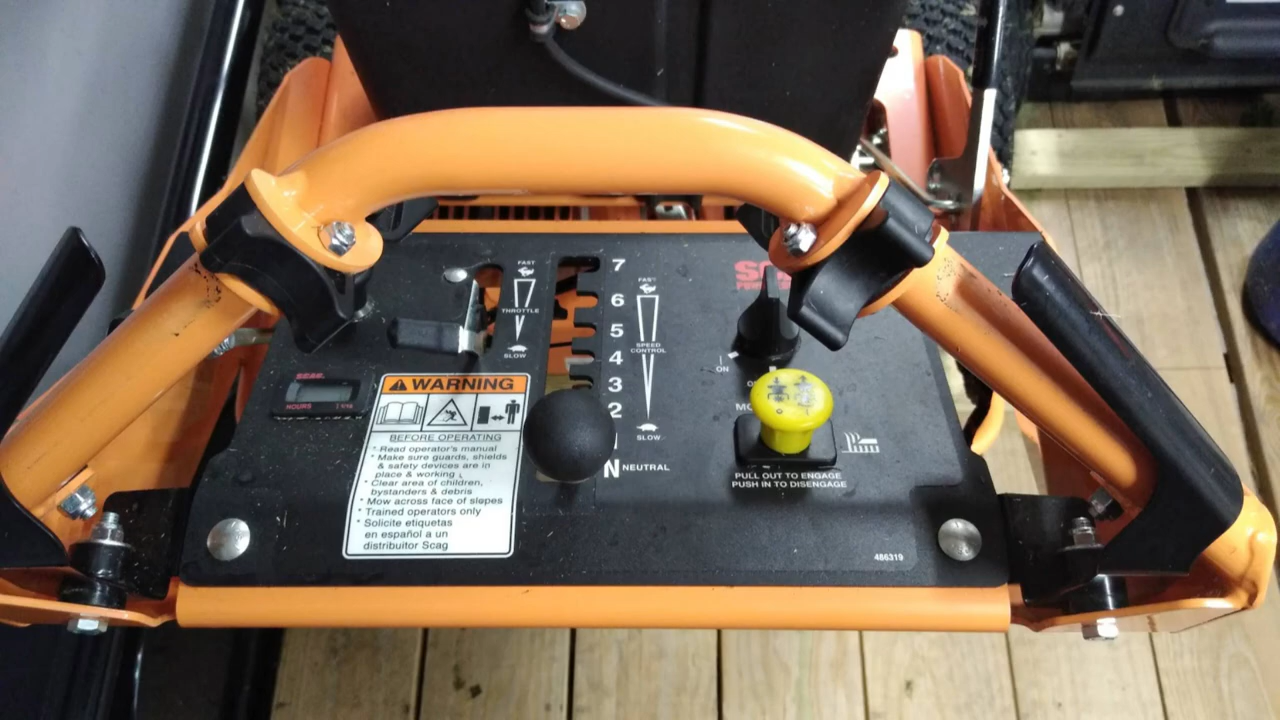 FAST
THROTTLE
SLOW
7
6
5
4
3
2
N NEUTRAL
FAST
SPEED
CONTROL
SLOW
ON
SCAG
HOURS
WARNING
BEFORE OPERATING
* Read operator's manual
* Make sure guards, shields
& safety devices are in
place & working
* Clear area of children,
bystanders & debris
* Mow across face of slopes
* Trained operators only
* Solicite etiquetas
en español a un
distribuitor Scag
PULL OUT TO ENGAGE
PUSH IN TO DISENGAGE
486319